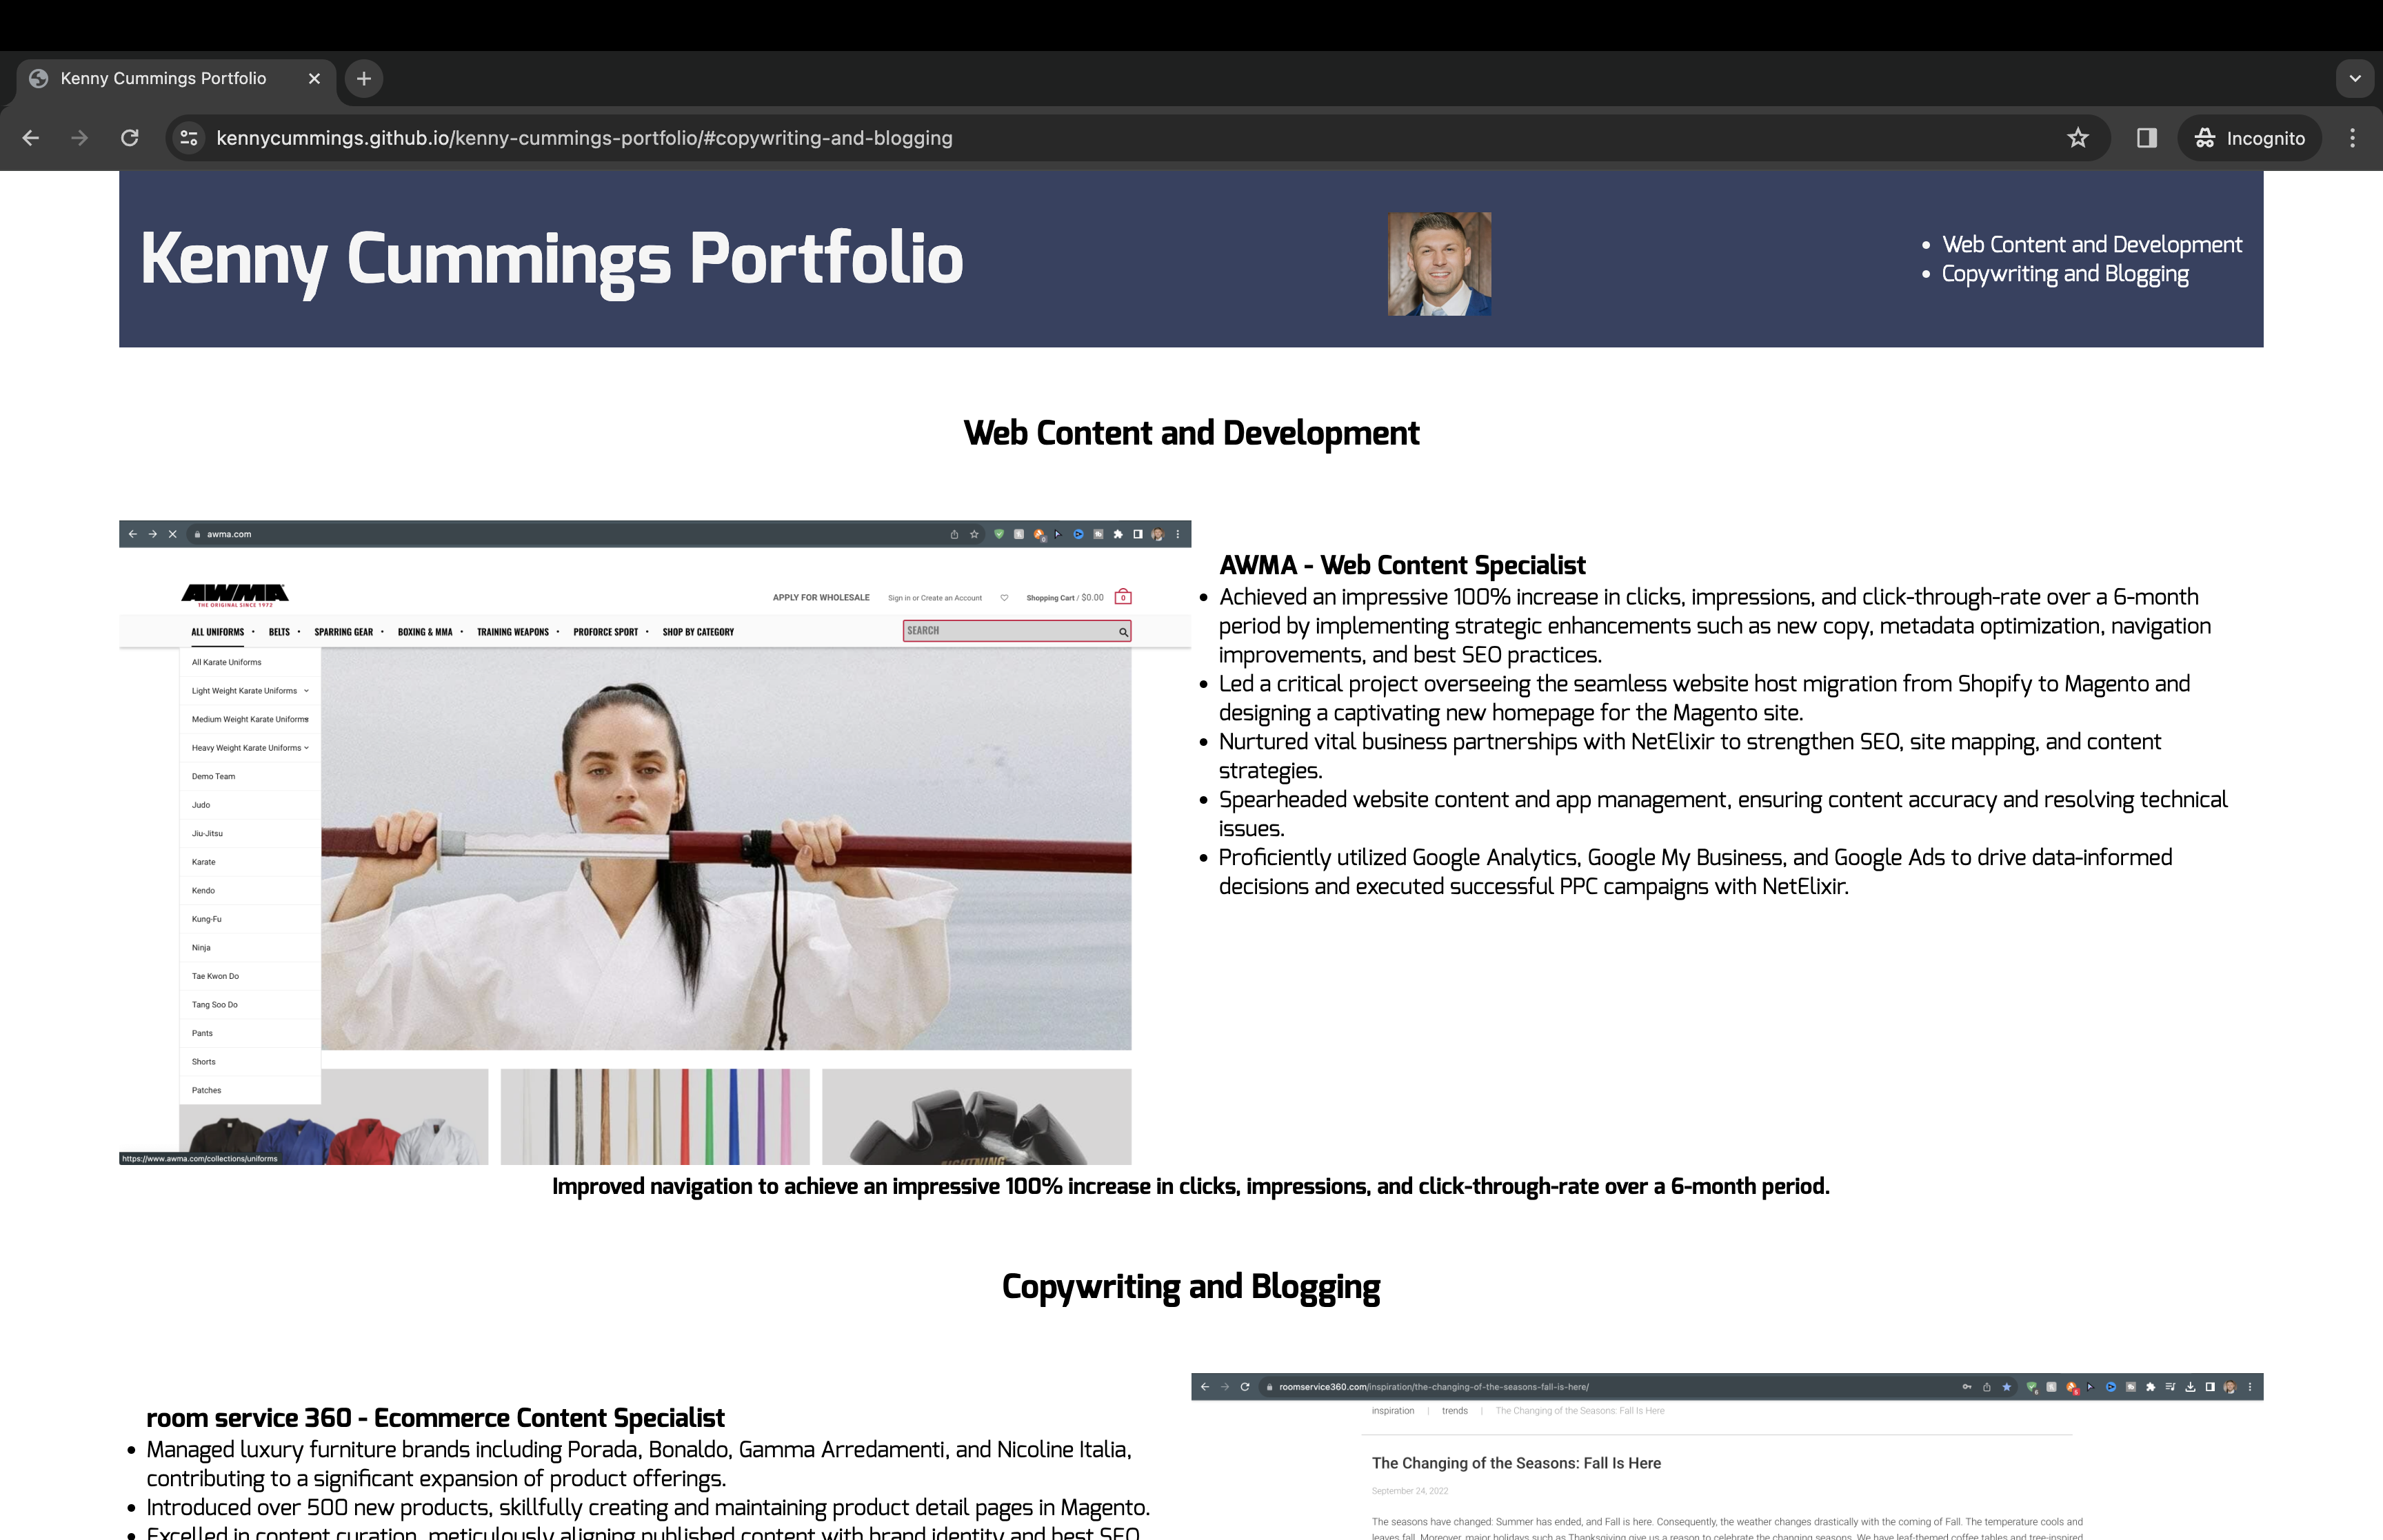 Kenny Cummings Portfolio
kennycummings.github.io/kenny-cummings-portfolio/#copywriting-and-blogging
Incognito
Kenny Cummings Portfolio
Web Content and Development
Copywriting and Blogging
Web Content and Development
awma.com
AWMA
THE ORIGINAL SINCE 1972
APPLY FOR WHOLESALE
Sign in or Create an Account
Shopping Cart / $0.00
0
ALL UNIFORMS • BELTS • SPARRING GEAR • BOXING & MMA • TRAINING WEAPONS • PROFORCE SPORT • SHOP BY CATEGORY
SEARCH
All Karate Uniforms
Light Weight Karate Uniforms
Medium Weight Karate Uniforms
Heavy Weight Karate Uniforms
Demo Team
Judo
Jiu-Jitsu
Karate
Kendo
Kung-Fu
Ninja
Tae Kwon Do
Tang Soo Do
Pants
Shorts
Patches
LIGHTNING
https://www.awma.com/collections/uniforms
AWMA - Web Content Specialist
Achieved an impressive 100% increase in clicks, impressions, and click-through-rate over a 6-month
period by implementing strategic enhancements such as new copy, metadata optimization, navigation
improvements, and best SEO practices.
Led a critical project overseeing the seamless website host migration from Shopify to Magento and
designing a captivating new homepage for the Magento site.
Nurtured vital business partnerships with NetElixir to strengthen SEO, site mapping, and content
strategies.
Spearheaded website content and app management, ensuring content accuracy and resolving technical
issues.
Proficiently utilized Google Analytics, Google My Business, and Google Ads to drive data-informed
decisions and executed successful PPC campaigns with NetElixir.
Improved navigation to achieve an impressive 100% increase in clicks, impressions, and click-through-rate over a 6-month period.
Copywriting and Blogging
room service 360 - Ecommerce Content Specialist
Managed luxury furniture brands including Porada, Bonaldo, Gamma Arredamenti, and Nicoline Italia,
contributing to a significant expansion of product offerings.
Introduced over 500 new products, skillfully creating and maintaining product detail pages in Magento.
Excelled in content curation, meticulously aligning published content with brand identity and best SEO
roomservice360.com/inspiration/the-changing-of-the-seasons-fall-is-here/
inspiration | trends | The Changing of the Seasons: Fall Is Here
The Changing of the Seasons: Fall Is Here
September 24, 2022
The seasons have changed: Summer has ended, and Fall is here. Consequently, the weather changes drastically with the coming of Fall. The temperature cools and
leaves fall. Moreover, major holidays such as Thanksgiving give us a reason to celebrate the changing seasons. We have leaf-themed coffee tables and tree-inspired